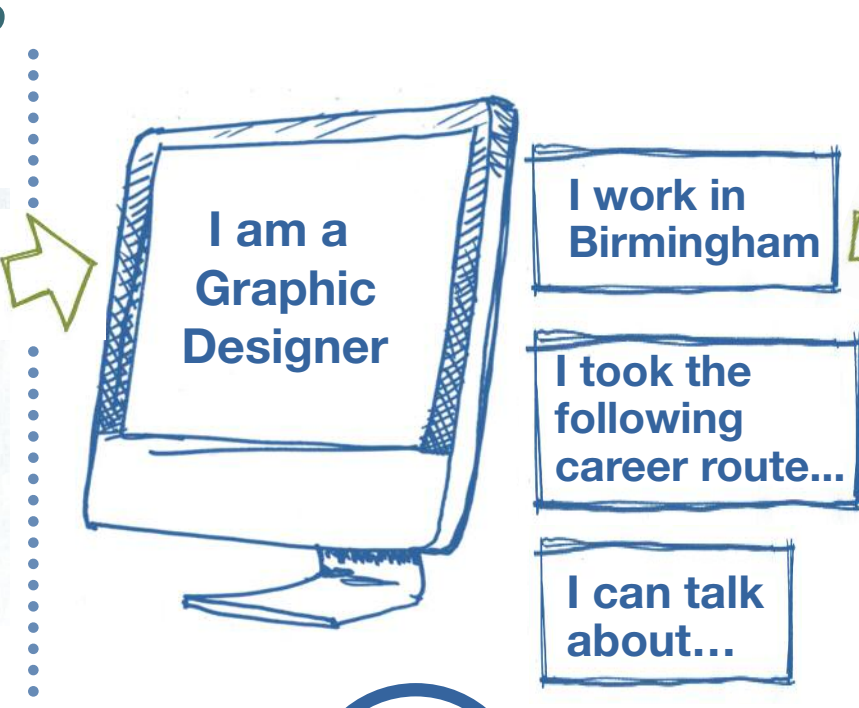 I am a
Graphic
Designer
I work in
Birmingham
I took the
following
career route...
I can talk
about...